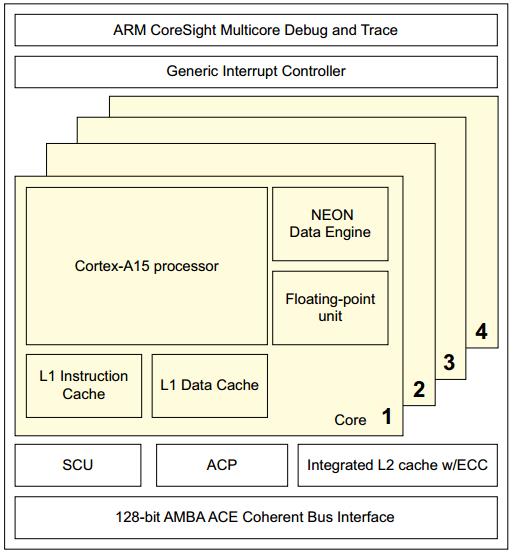 ARM CoreSight Multicore Debug and Trace
Generic Interrupt Controller
Cortex-A15 processor
NEON
Data Engine
Floating-point
unit
L1 Instruction
Cache
L1 Data Cache
Core 1
2
3
4
SCU
ACP
Integrated L2 cache w/ECC
128-bit AMBA ACE Coherent Bus Interface